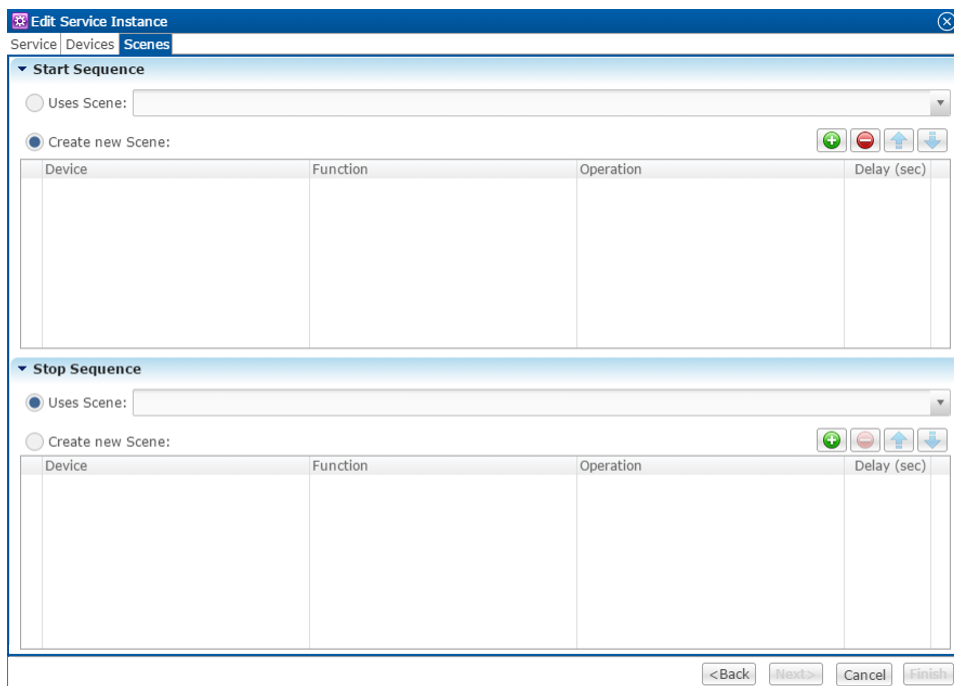 Edit Service Instance
Service Devices Scenes
Start Sequence
Uses Scene:
Create new Scene:
Device Function Operation Delay (sec)
Stop Sequence
Uses Scene:
Create new Scene:
Device Function Operation Delay (sec)
<Back Next> Cancel Finish